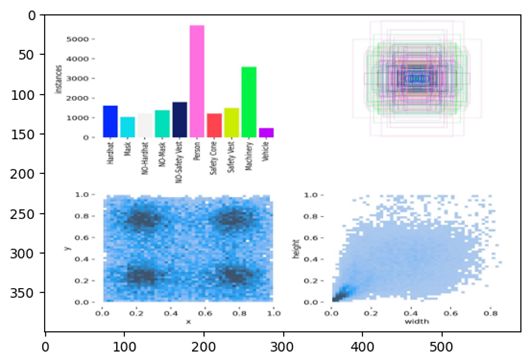 0
50
100
150
200
250
300
350
0 100 200 300 400 500
instances
5000
4000
3000
2000
1000
0
Hardhat
Mask
NO-Hardhat
NO-Mask
NO-Safety Vest
Person
Safety Cone
Safety Vest
Machinery
Vehicle
y
1.0
0.8
0.6
0.4
0.2
0.0
0.0 0.2 0.4 0.6 0.8 1.0
x
height
1.0
0.8
0.6
0.4
0.2
0.0
0.0 0.2 0.4 0.6 0.8
width